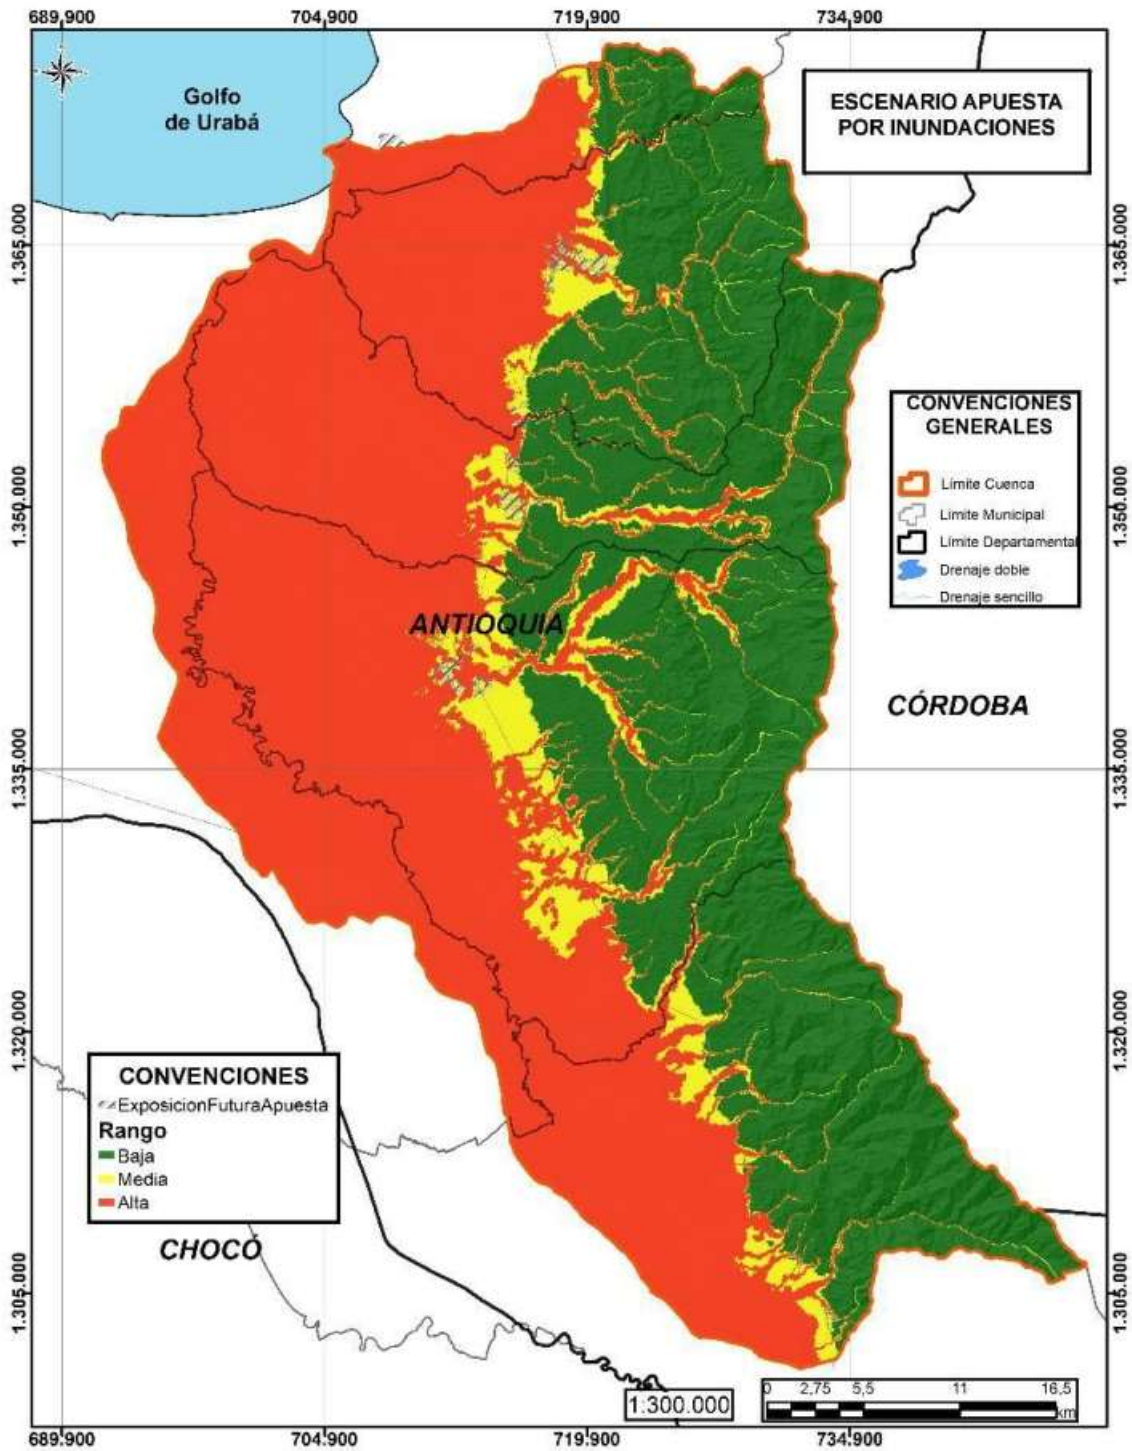 689,900 704,900 719,900 734,900
Golfo
de Urabá
ESCENARIO APUESTA
POR INUNDACIONES
1.365.000
1.365.000
CONVENCIONES
GENERALES
Límite Cuenca
Límite Municipal
Límite Departamental
Drenaje doble
Drenaje sencillo
1.350.000
1.350.000
ANTIOQUIA
CÓRDOBA
1.335.000
1.335.000
1.320.000
1.320.000
CONVENCIONES
ExposicionFuturaApuesta
Rango
Baja
Media
Alta
CHOCÓ
1.305.000
1.305.000
1:300.000
0 2,75 5,5 11 16,5
km
689,900 704,900 719,900 734,900